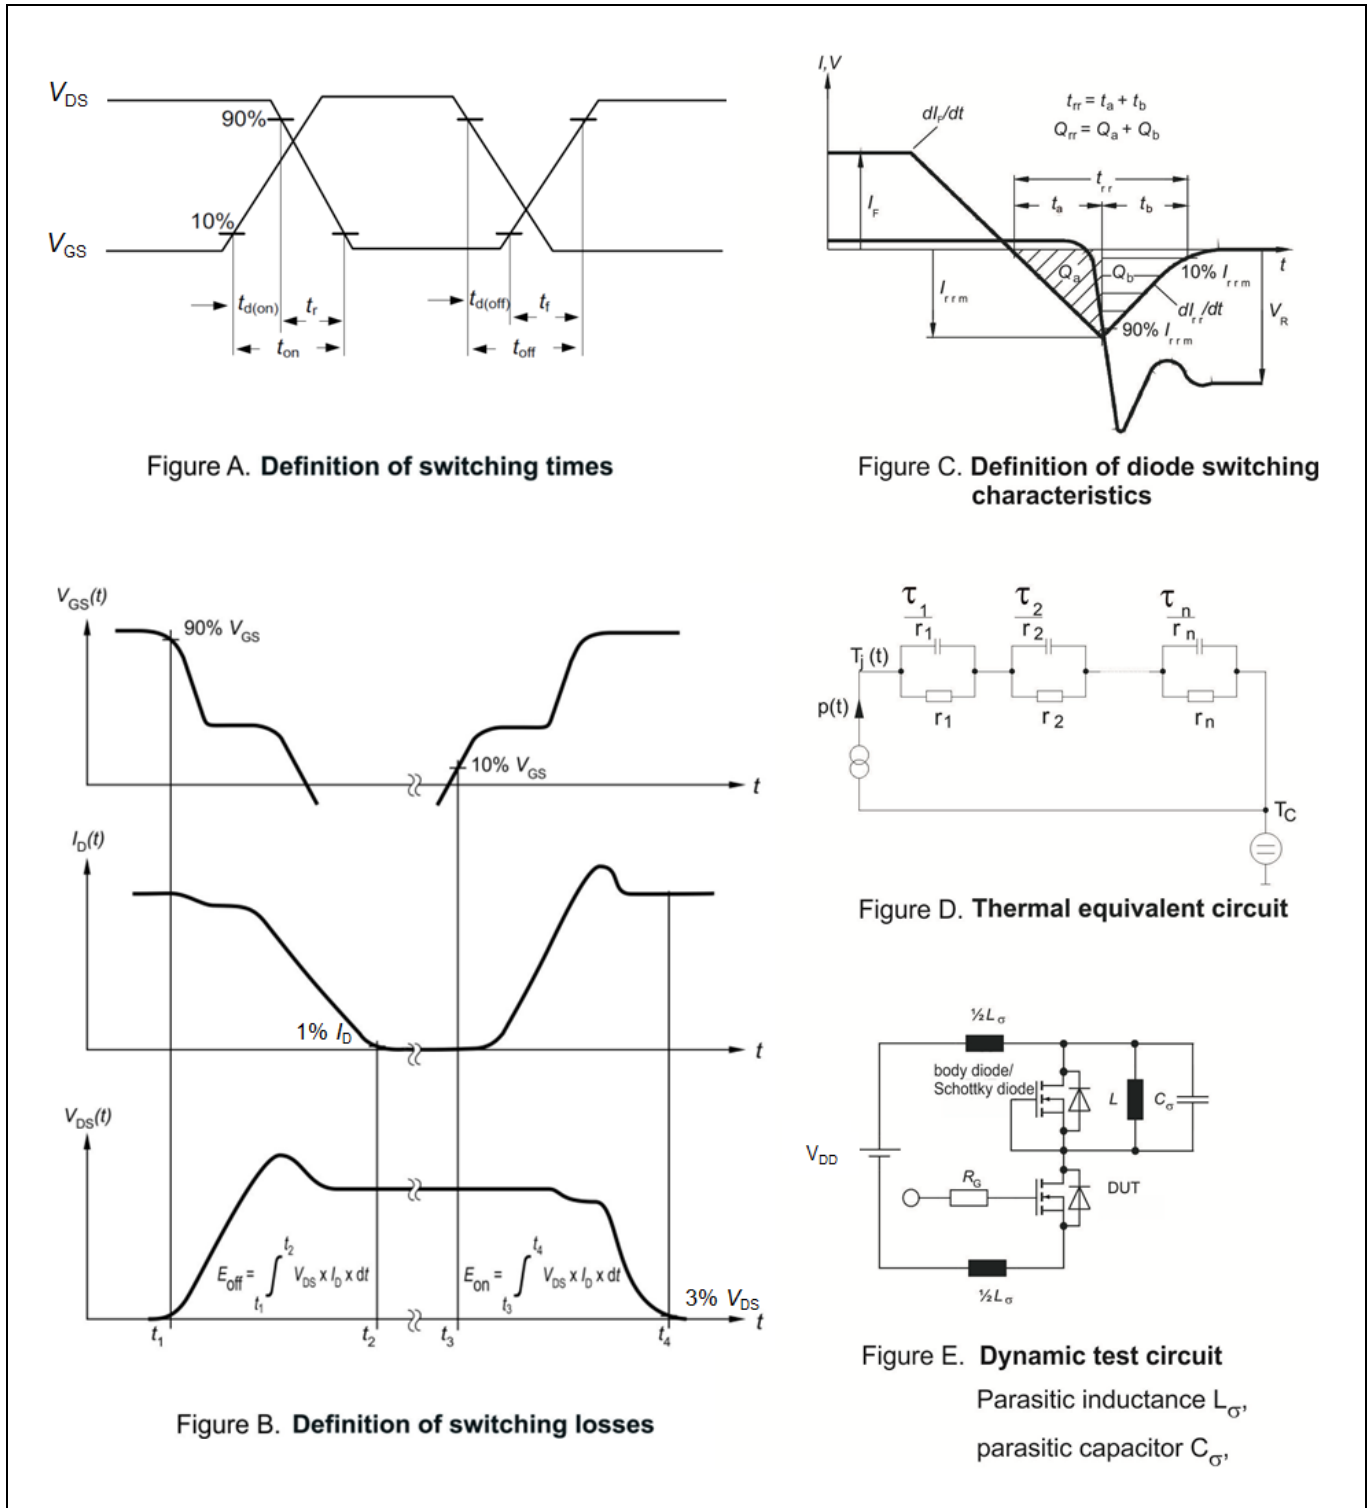 V_DS
90%
10%
V_GS
t_d(on)
t_r
t_d(off)
t_f
t_on
t_off
Figure A. Definition of switching times
I,V
t_rr = t_a + t_b
Q_rr = Q_a + Q_b
dI_F/dt
t_rr
t_a
t_b
I_F
Q_a
Q_b
10% I_rrm
t
I_rrm
dI_rr/dt
V_R
90% I_rrm
Figure C. Definition of diode switching
characteristics
V_GS(t)
90% V_GS
10% V_GS
t
I_D(t)
1% I_D
t
V_DS(t)
E_off = ∫_t1^t2 V_DS x I_D x dt
E_on = ∫_t3^t4 V_DS x I_D x dt
3% V_DS
t
t_1
t_2
t_3
t_4
Figure B. Definition of switching losses
τ_1
r_1
τ_2
r_2
τ_n
r_n
T_j(t)
p(t)
r_1
r_2
r_n
T_C
Figure D. Thermal equivalent circuit
½L_σ
body diode/
Schottky diode
L
C_σ
V_DD
R_G
DUT
½L_σ
Figure E. Dynamic test circuit
Parasitic inductance L_σ,
parasitic capacitor C_σ,